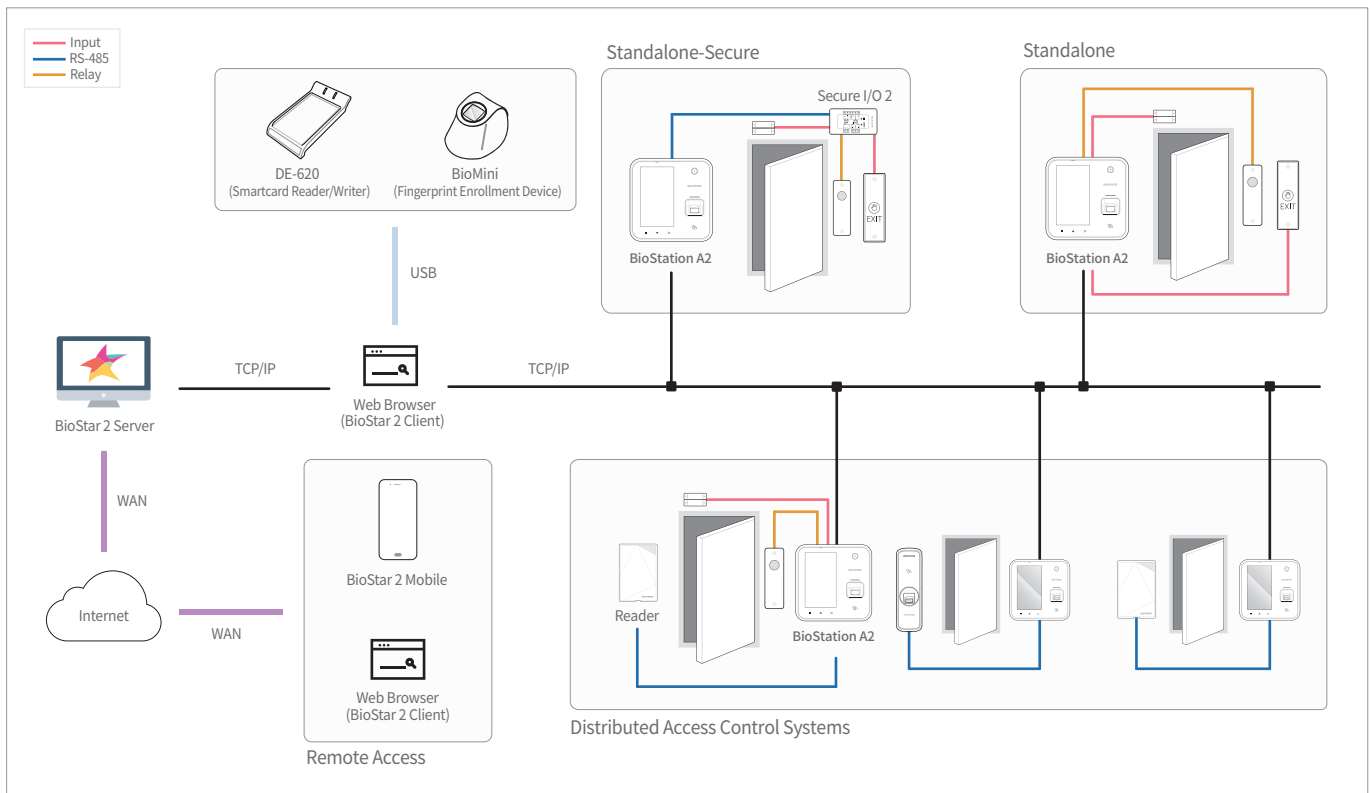 Input
RS-485
Relay
DE-620
(Smartcard Reader/Writer)
BioMini
(Fingerprint Enrollment Device)
USB
Standalone-Secure
Secure I/O 2
EXIT
BioStation A2
Standalone
EXIT
BioStation A2
BioStar 2 Server
TCP/IP
Web Browser
(BioStar 2 Client)
TCP/IP
WAN
Internet
WAN
BioStar 2 Mobile
Web Browser
(BioStar 2 Client)
Remote Access
Reader
BioStation A2
Distributed Access Control Systems